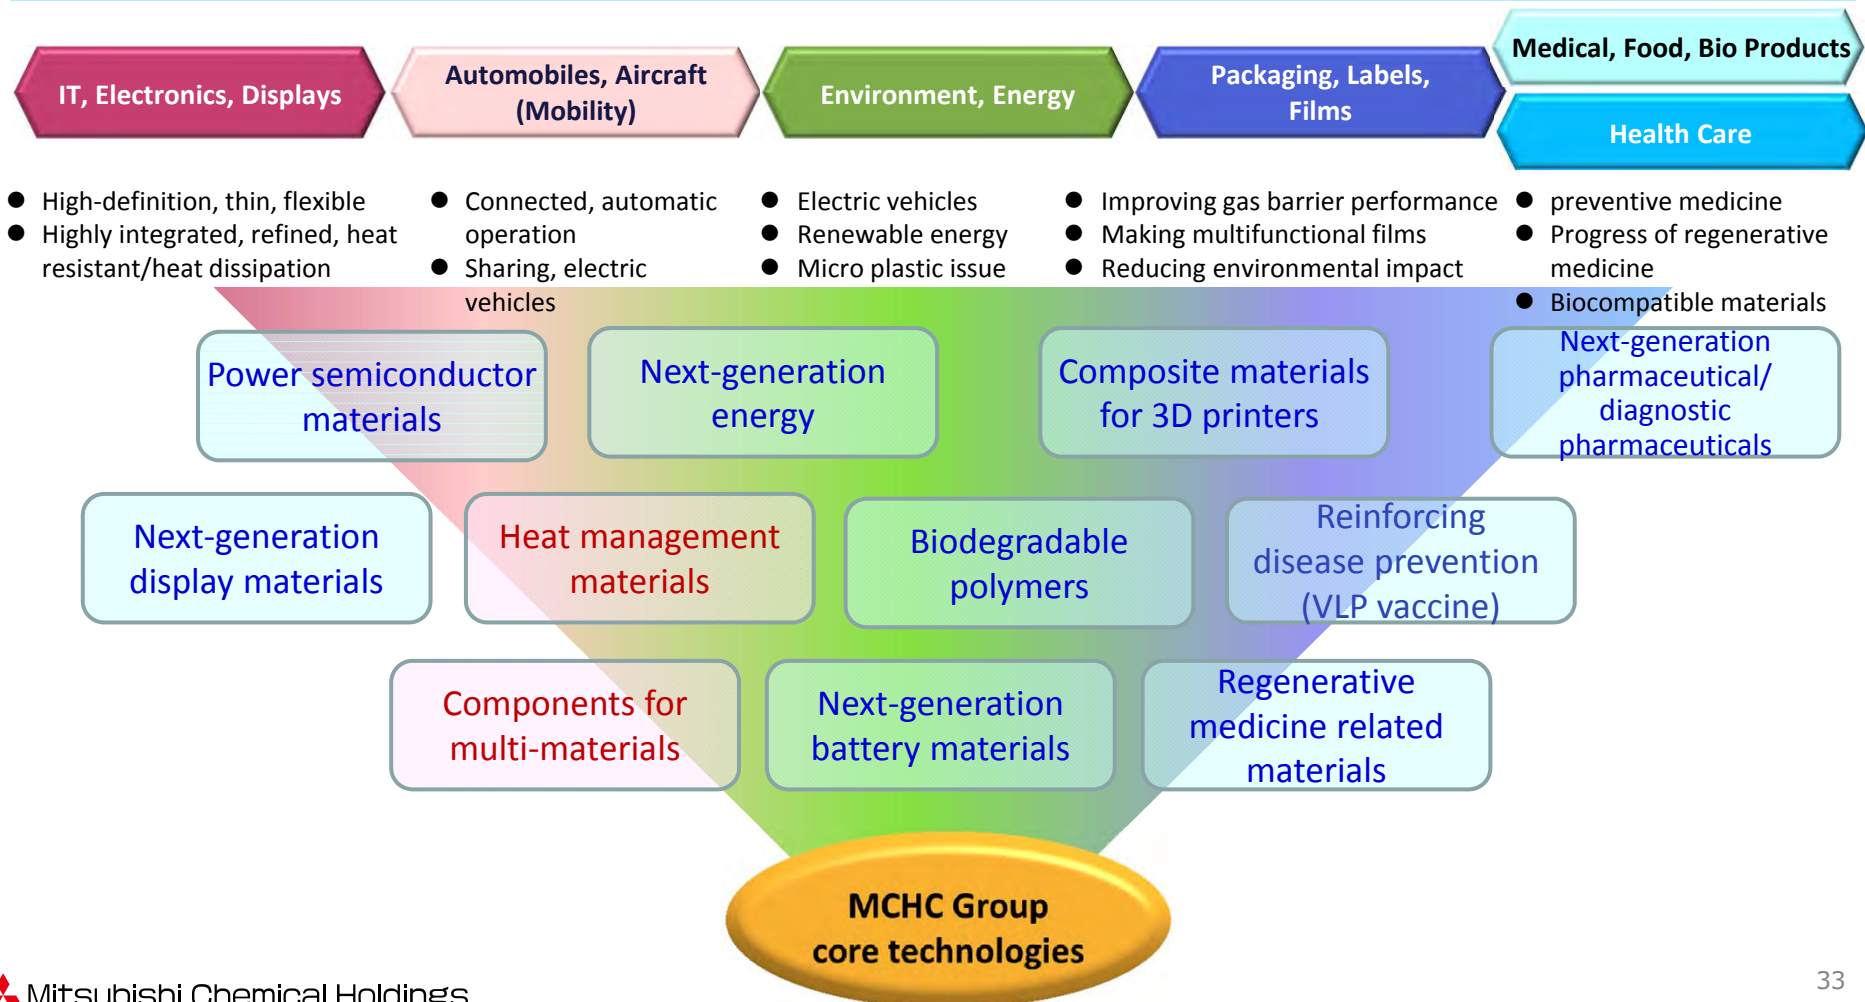 IT, Electronics, Displays
Automobiles, Aircraft
(Mobility)
Environment, Energy
Packaging, Labels,
Films
Medical, Food, Bio Products
Health Care
● High-definition, thin, flexible
● Highly integrated, refined, heat
resistant/heat dissipation
● Connected, automatic
operation
● Sharing, electric
vehicles
● Electric vehicles
● Renewable energy
● Micro plastic issue
● Improving gas barrier performance
● Making multifunctional films
● Reducing environmental impact
● preventive medicine
● Progress of regenerative
medicine
● Biocompatible materials
Power semiconductor
materials
Next-generation
energy
Composite materials
for 3D printers
Next-generation
pharmaceutical/
diagnostic
pharmaceuticals
Next-generation
display materials
Heat management
materials
Biodegradable
polymers
Reinforcing
disease prevention
(VLP vaccine)
Components for
multi-materials
Next-generation
battery materials
Regenerative
medicine related
materials
MCHC Group
core technologies
Mitsubishi Chemical Holdings
33